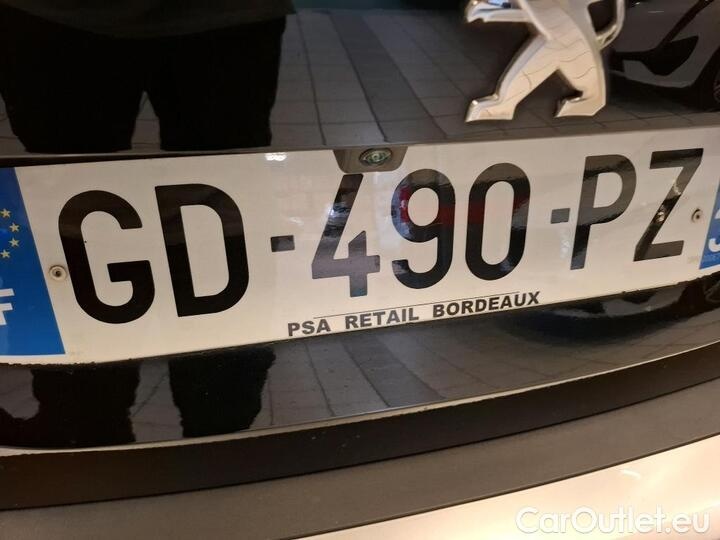 F
GD-490-PZ
PSA RETAIL BORDEAUX
CarOutlet.eu